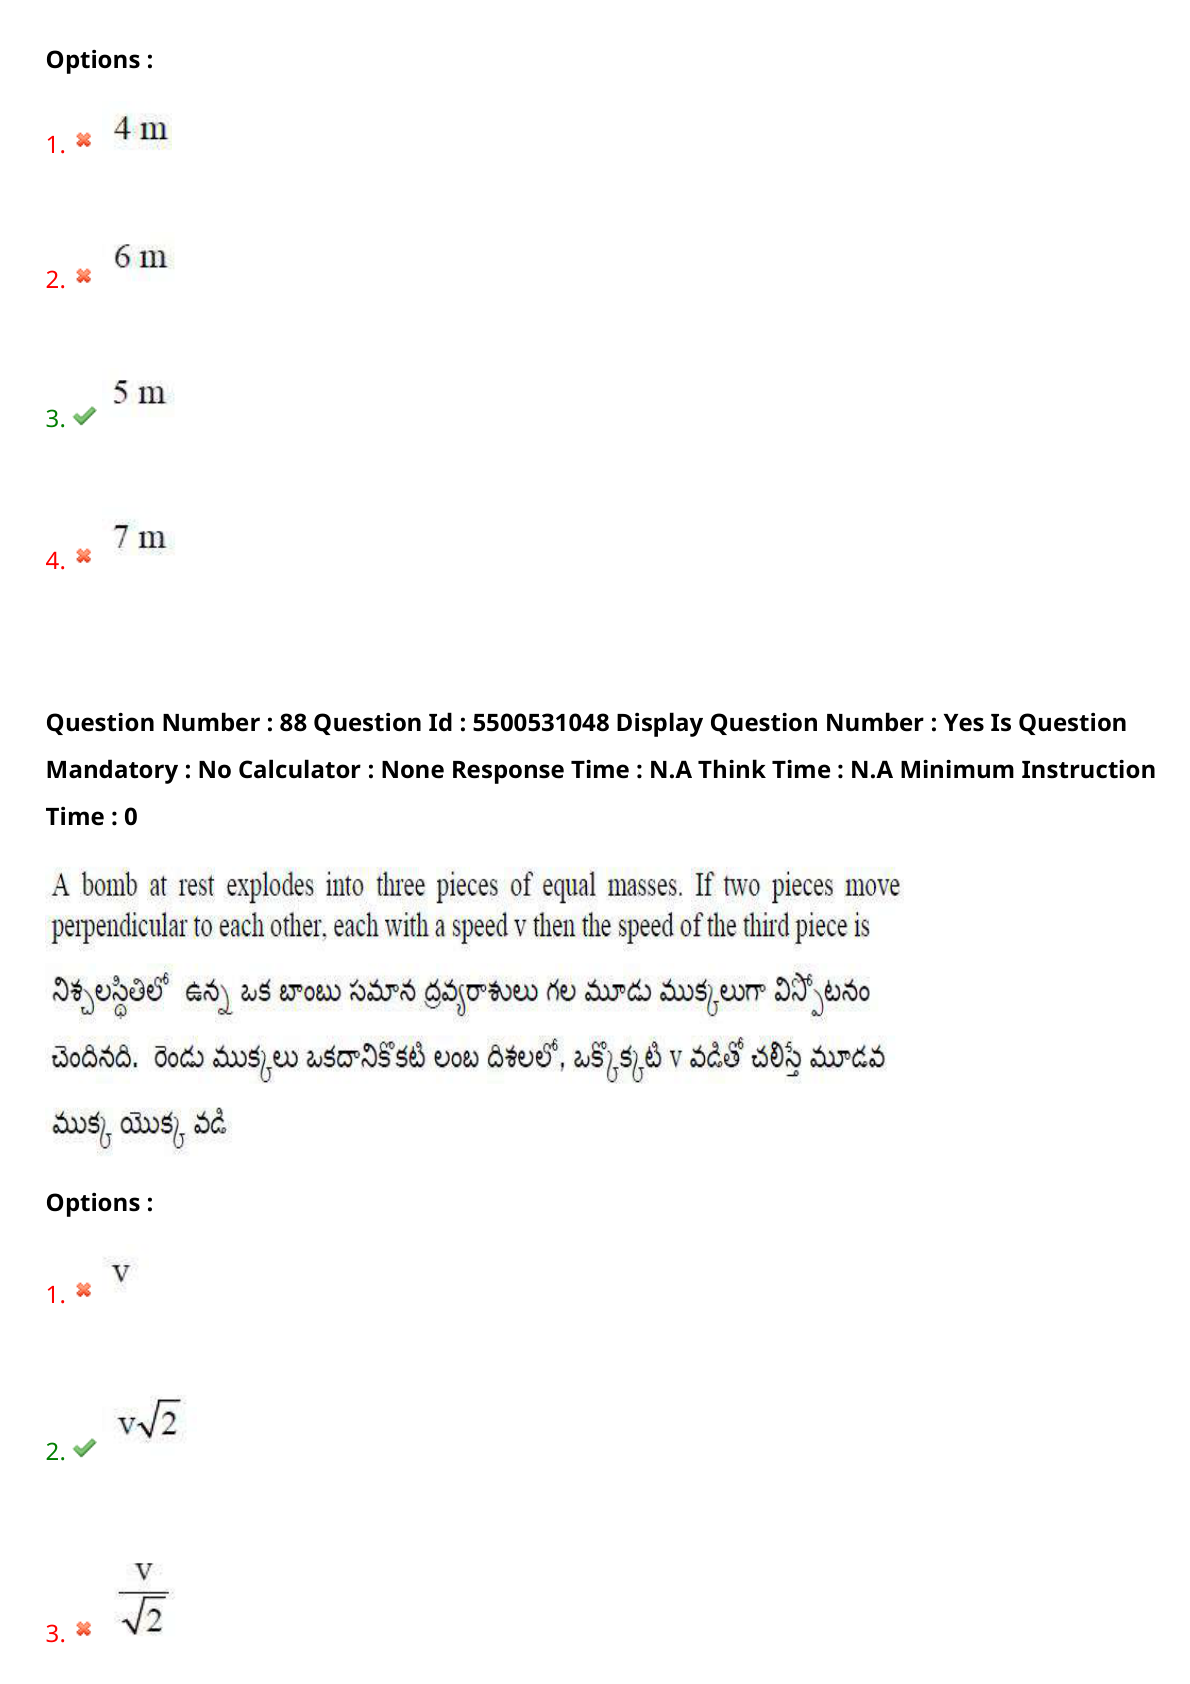 Options :
1. 4 m
2. 6 m
3. 5 m
4. 7 m
Question Number : 88 Question Id : 5500531048 Display Question Number : Yes Is Question
Mandatory : No Calculator : None Response Time : N.A Think Time : N.A Minimum Instruction
Time : 0
A bomb at rest explodes into three pieces of equal masses. If two pieces move
perpendicular to each other, each with a speed v then the speed of the third piece is
నిశ్చలస్థితిలో ఉన్న ఒక బాంబు సమాన ద్రవ్యరాశులు గల మూడు ముక్కలుగా విస్ఫోటనం
చెందినది. రెండు ముక్కలు ఒకదానికొకటి లంబ దిశలలో, ఒక్కొక్కటి v వడితో చలిస్తే మూడవ
ముక్క యొక్క వడి
Options :
1. v
2. v√2
3. v/√2